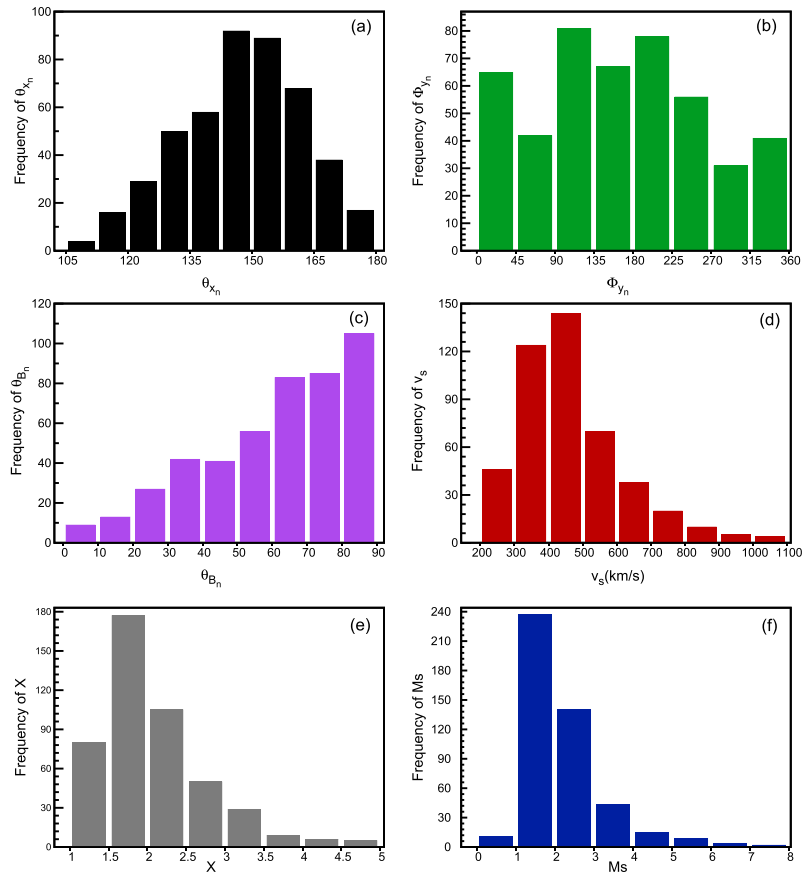 (a)
Frequency of θxn
100
80
60
40
20
0
105 120 135 150 165 180
θxn
(b)
Frequency of Φyn
80
70
60
50
40
30
20
10
0
0 45 90 135 180 225 270 315 360
Φyn
(c)
Frequency of θBn
120
100
80
60
40
20
0
0 10 20 30 40 50 60 70 80 90
θBn
(d)
Frequency of vs
150
120
90
60
30
0
200 300 400 500 600 700 800 900 1000 1100
vs(km/s)
(e)
Frequency of X
180
150
120
90
60
30
0
1 1.5 2 2.5 3 3.5 4 4.5 5
X
(f)
Frequency of Ms
240
210
180
150
120
90
60
30
0
0 1 2 3 4 5 6 7 8
Ms